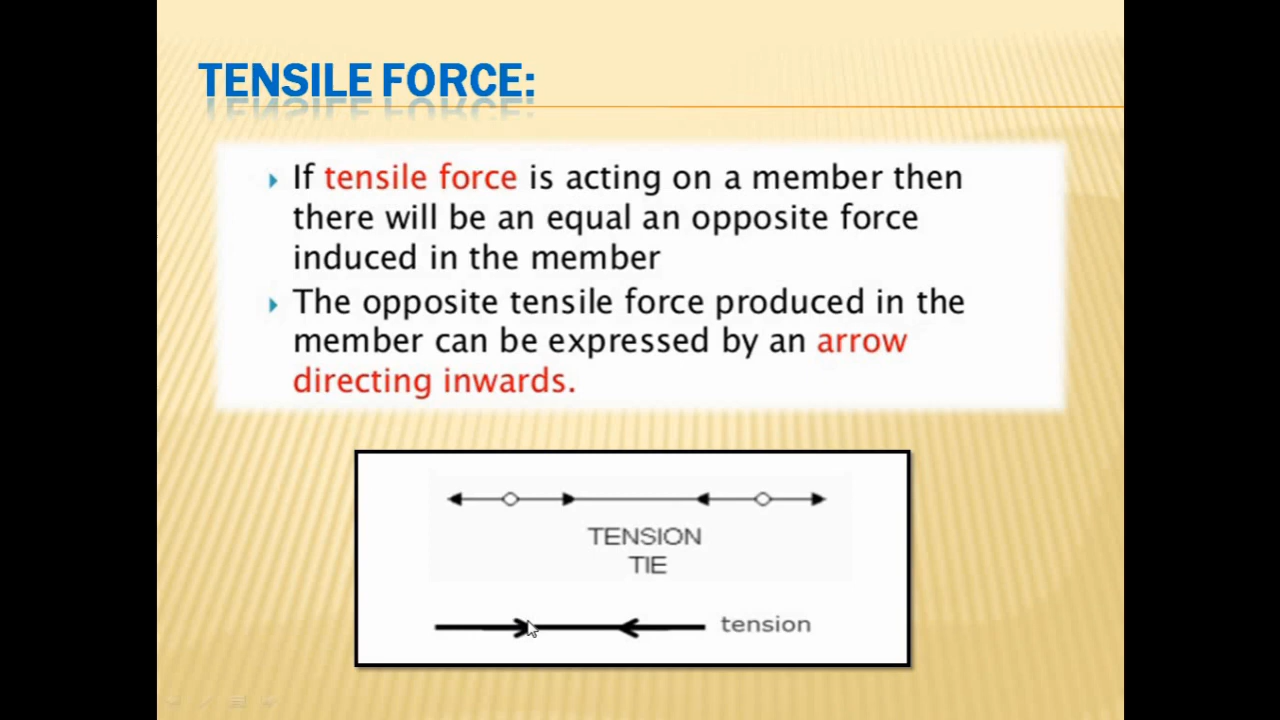 TENSILE FORCE:
If tensile force is acting on a member then
there will be an equal an opposite force
induced in the member
The opposite tensile force produced in the
member can be expressed by an arrow
directing inwards.
TENSION
TIE
tension